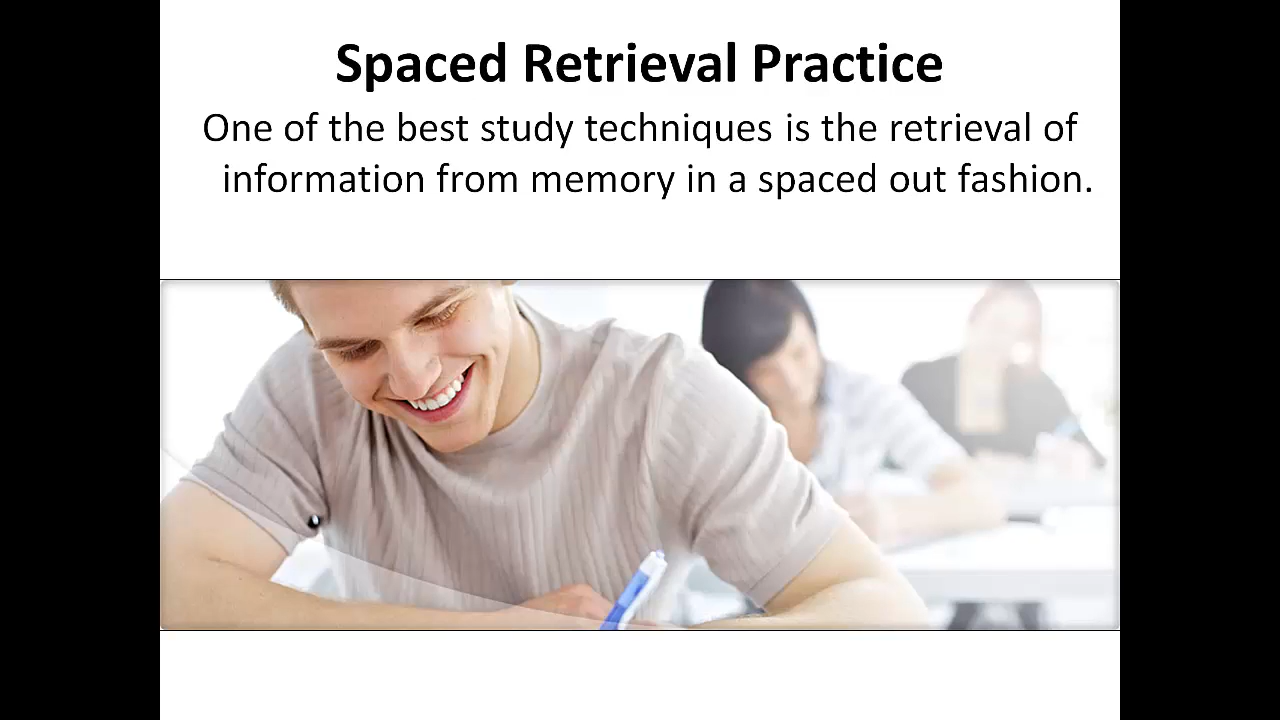 Spaced Retrieval Practice
One of the best study techniques is the retrieval of
information from memory in a spaced out fashion.